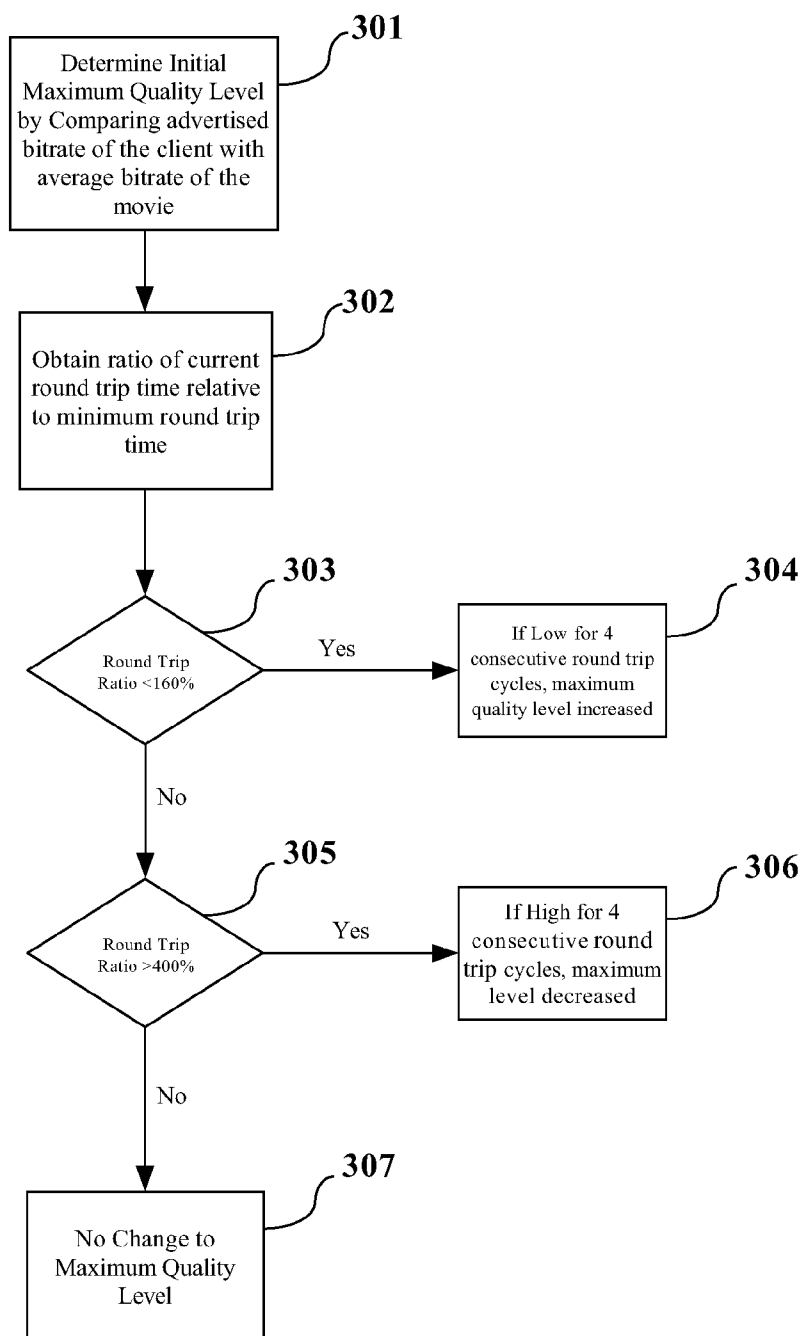 301
Determine Initial
Maximum Quality Level
by Comparing advertised
bitrate of the client with
average bitrate of the
movie
302
Obtain ratio of current
round trip time relative
to minimum round trip
time
303
Round Trip
Ratio <160%
Yes
304
If Low for 4
consecutive round trip
cycles, maximum
quality level increased
No
305
Round Trip
Ratio >400%
Yes
306
If High for 4
consecutive round
trip cycles, maximum
level decreased
No
307
No Change to
Maximum Quality
Level